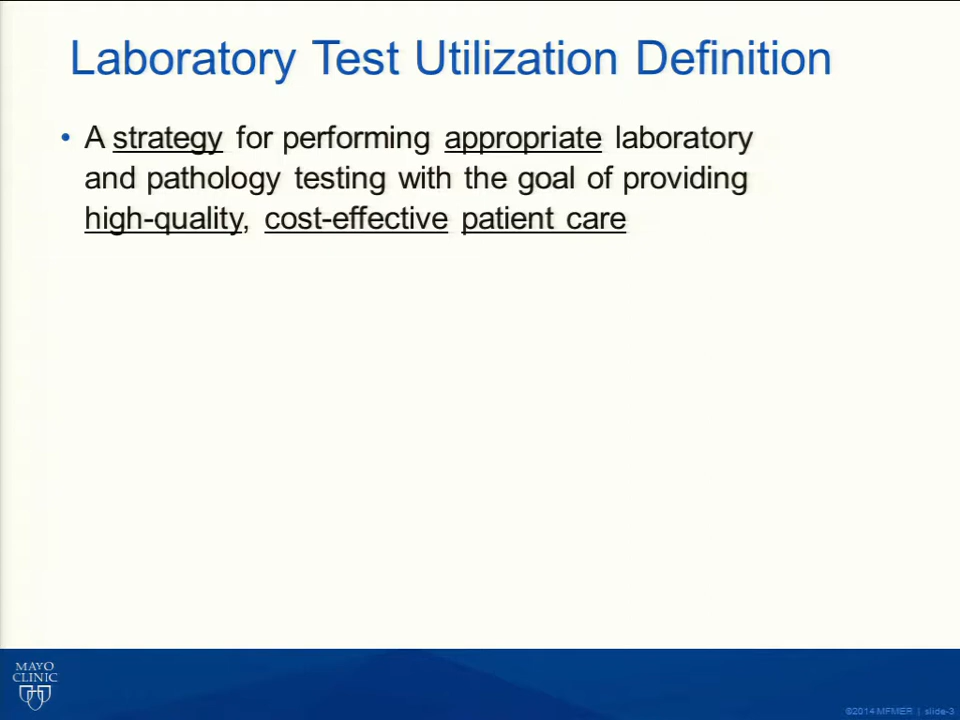 Laboratory Test Utilization Definition
• A strategy for performing appropriate laboratory
and pathology testing with the goal of providing
high-quality, cost-effective patient care
MAYO
CLINIC
©2014 MFMER | slide-3